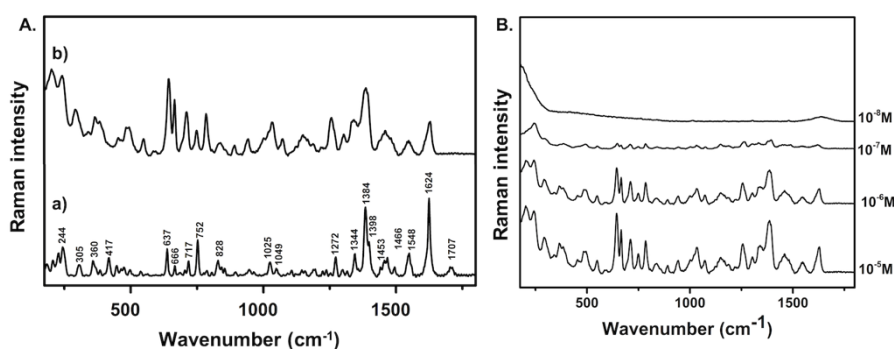 A.
b)
a)
244
305
360
417
637
666
717
752
828
1025
1049
1272
1344
1384
1398
1453
1466
1548
1624
1707
500
1000
1500
Wavenumber (cm-1)
Raman intensity
B.
10-8M
10-7M
10-6M
10-5M
500
1000
1500
Wavenumber (cm-1)
Raman intensity